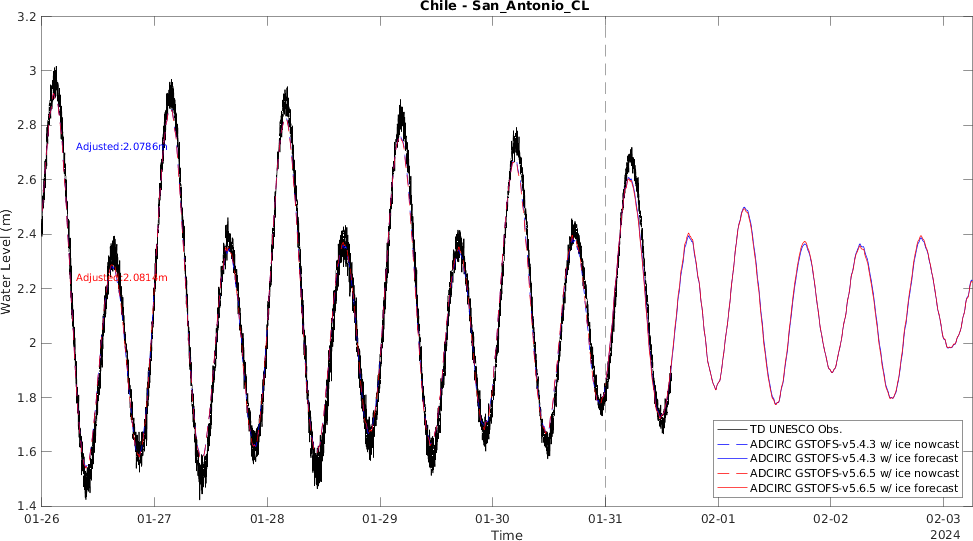 Chile - San_Antonio_CL
3.2
3
2.8
2.6
2.4
2.2
2
1.8
1.6
1.4
Water Level (m)
Adjusted:2.0786m
Adjusted:2.0814m
TD UNESCO Obs.
ADCIRC GSTOFS-v5.4.3 w/ ice nowcast
ADCIRC GSTOFS-v5.4.3 w/ ice forecast
ADCIRC GSTOFS-v5.6.5 w/ ice nowcast
ADCIRC GSTOFS-v5.6.5 w/ ice forecast
01-26 01-27 01-28 01-29 01-30 01-31 02-01 02-02 02-03
Time
2024